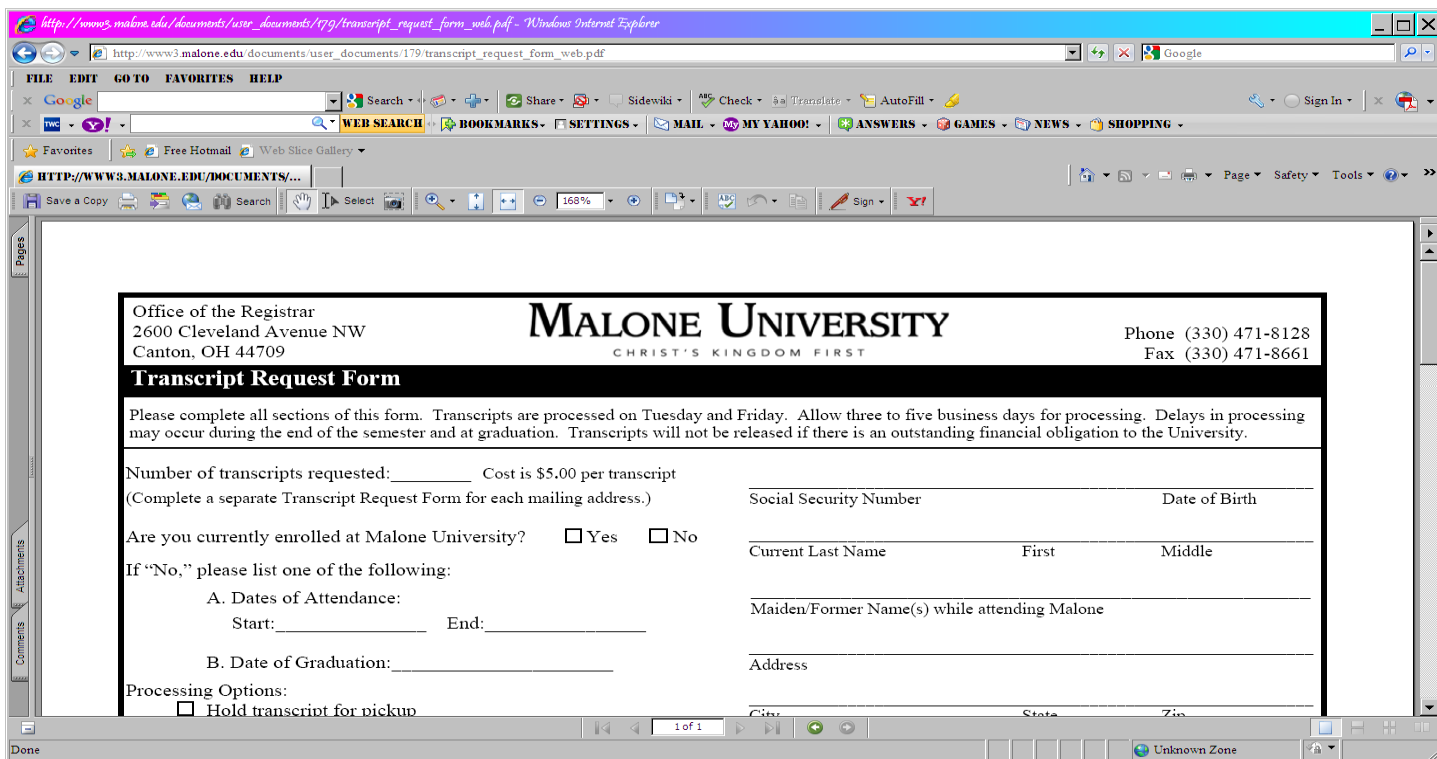 http://www3.malone.edu/documents/user_documents/179/transcript_request_form_web.pdf - Windows Internet Explorer
http://www3.malone.edu/documents/user_documents/179/transcript_request_form_web.pdf Google
FILE EDIT GO TO FAVORITES HELP
Google Search Share Sidewiki Check Translate AutoFill Sign In
TWC Y! WEB SEARCH BOOKMARKS SETTINGS MAIL MY YAHOO! ANSWERS GAMES NEWS SHOPPING
Favorites Free Hotmail Web Slice Gallery
HTTP://WWW3.MALONE.EDU/DOCUMENTS/... Page Safety Tools
Save a Copy Search Select 168% Sign Y!
Pages
Attachments
Comments
Office of the Registrar
2600 Cleveland Avenue NW
Canton, OH 44709
MALONE UNIVERSITY
CHRIST'S KINGDOM FIRST
Phone (330) 471-8128
Fax (330) 471-8661
Transcript Request Form
Please complete all sections of this form. Transcripts are processed on Tuesday and Friday. Allow three to five business days for processing. Delays in processing
may occur during the end of the semester and at graduation. Transcripts will not be released if there is an outstanding financial obligation to the University.
Number of transcripts requested:_________ Cost is $5.00 per transcript
(Complete a separate Transcript Request Form for each mailing address.)
Are you currently enrolled at Malone University? Yes No
If “No,” please list one of the following:
A. Dates of Attendance:
Start:_________________ End:__________________
B. Date of Graduation:_________________________
Processing Options:
Hold transcript for pickup
Social Security Number Date of Birth
Current Last Name First Middle
Maiden/Former Name(s) while attending Malone
Address
City State Zip
1 of 1
Done Unknown Zone